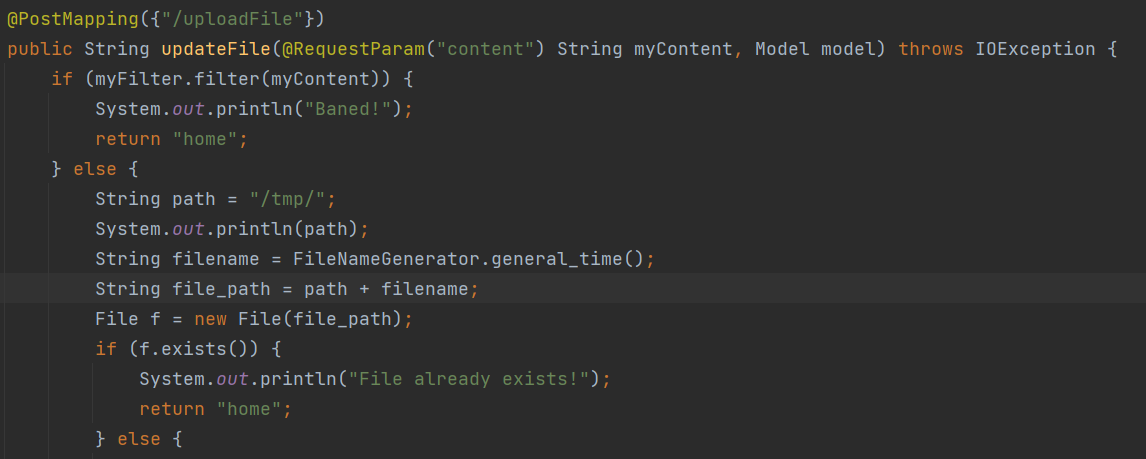 @PostMapping({"/uploadFile"})
public String updateFile(@RequestParam("content") String myContent, Model model) throws IOException {
if (myFilter.filter(myContent)) {
System.out.println("Baned!");
return "home";
} else {
String path = "/tmp/";
System.out.println(path);
String filename = FileNameGenerator.general_time();
String file_path = path + filename;
File f = new File(file_path);
if (f.exists()) {
System.out.println("File already exists!");
return "home";
} else {